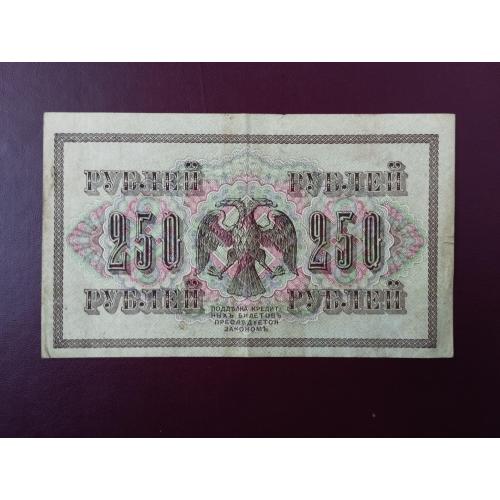 РУБЛЕЙ РУБЛЕЙ
250 250
РУБЛЕЙ РУБЛЕЙ
ПОДДѢЛКА КРЕДИТ-
НЫХЪ БИЛЕТОВЪ
ПРЕСЛѢДУЕТСЯ
ЗАКОНОМЪ.